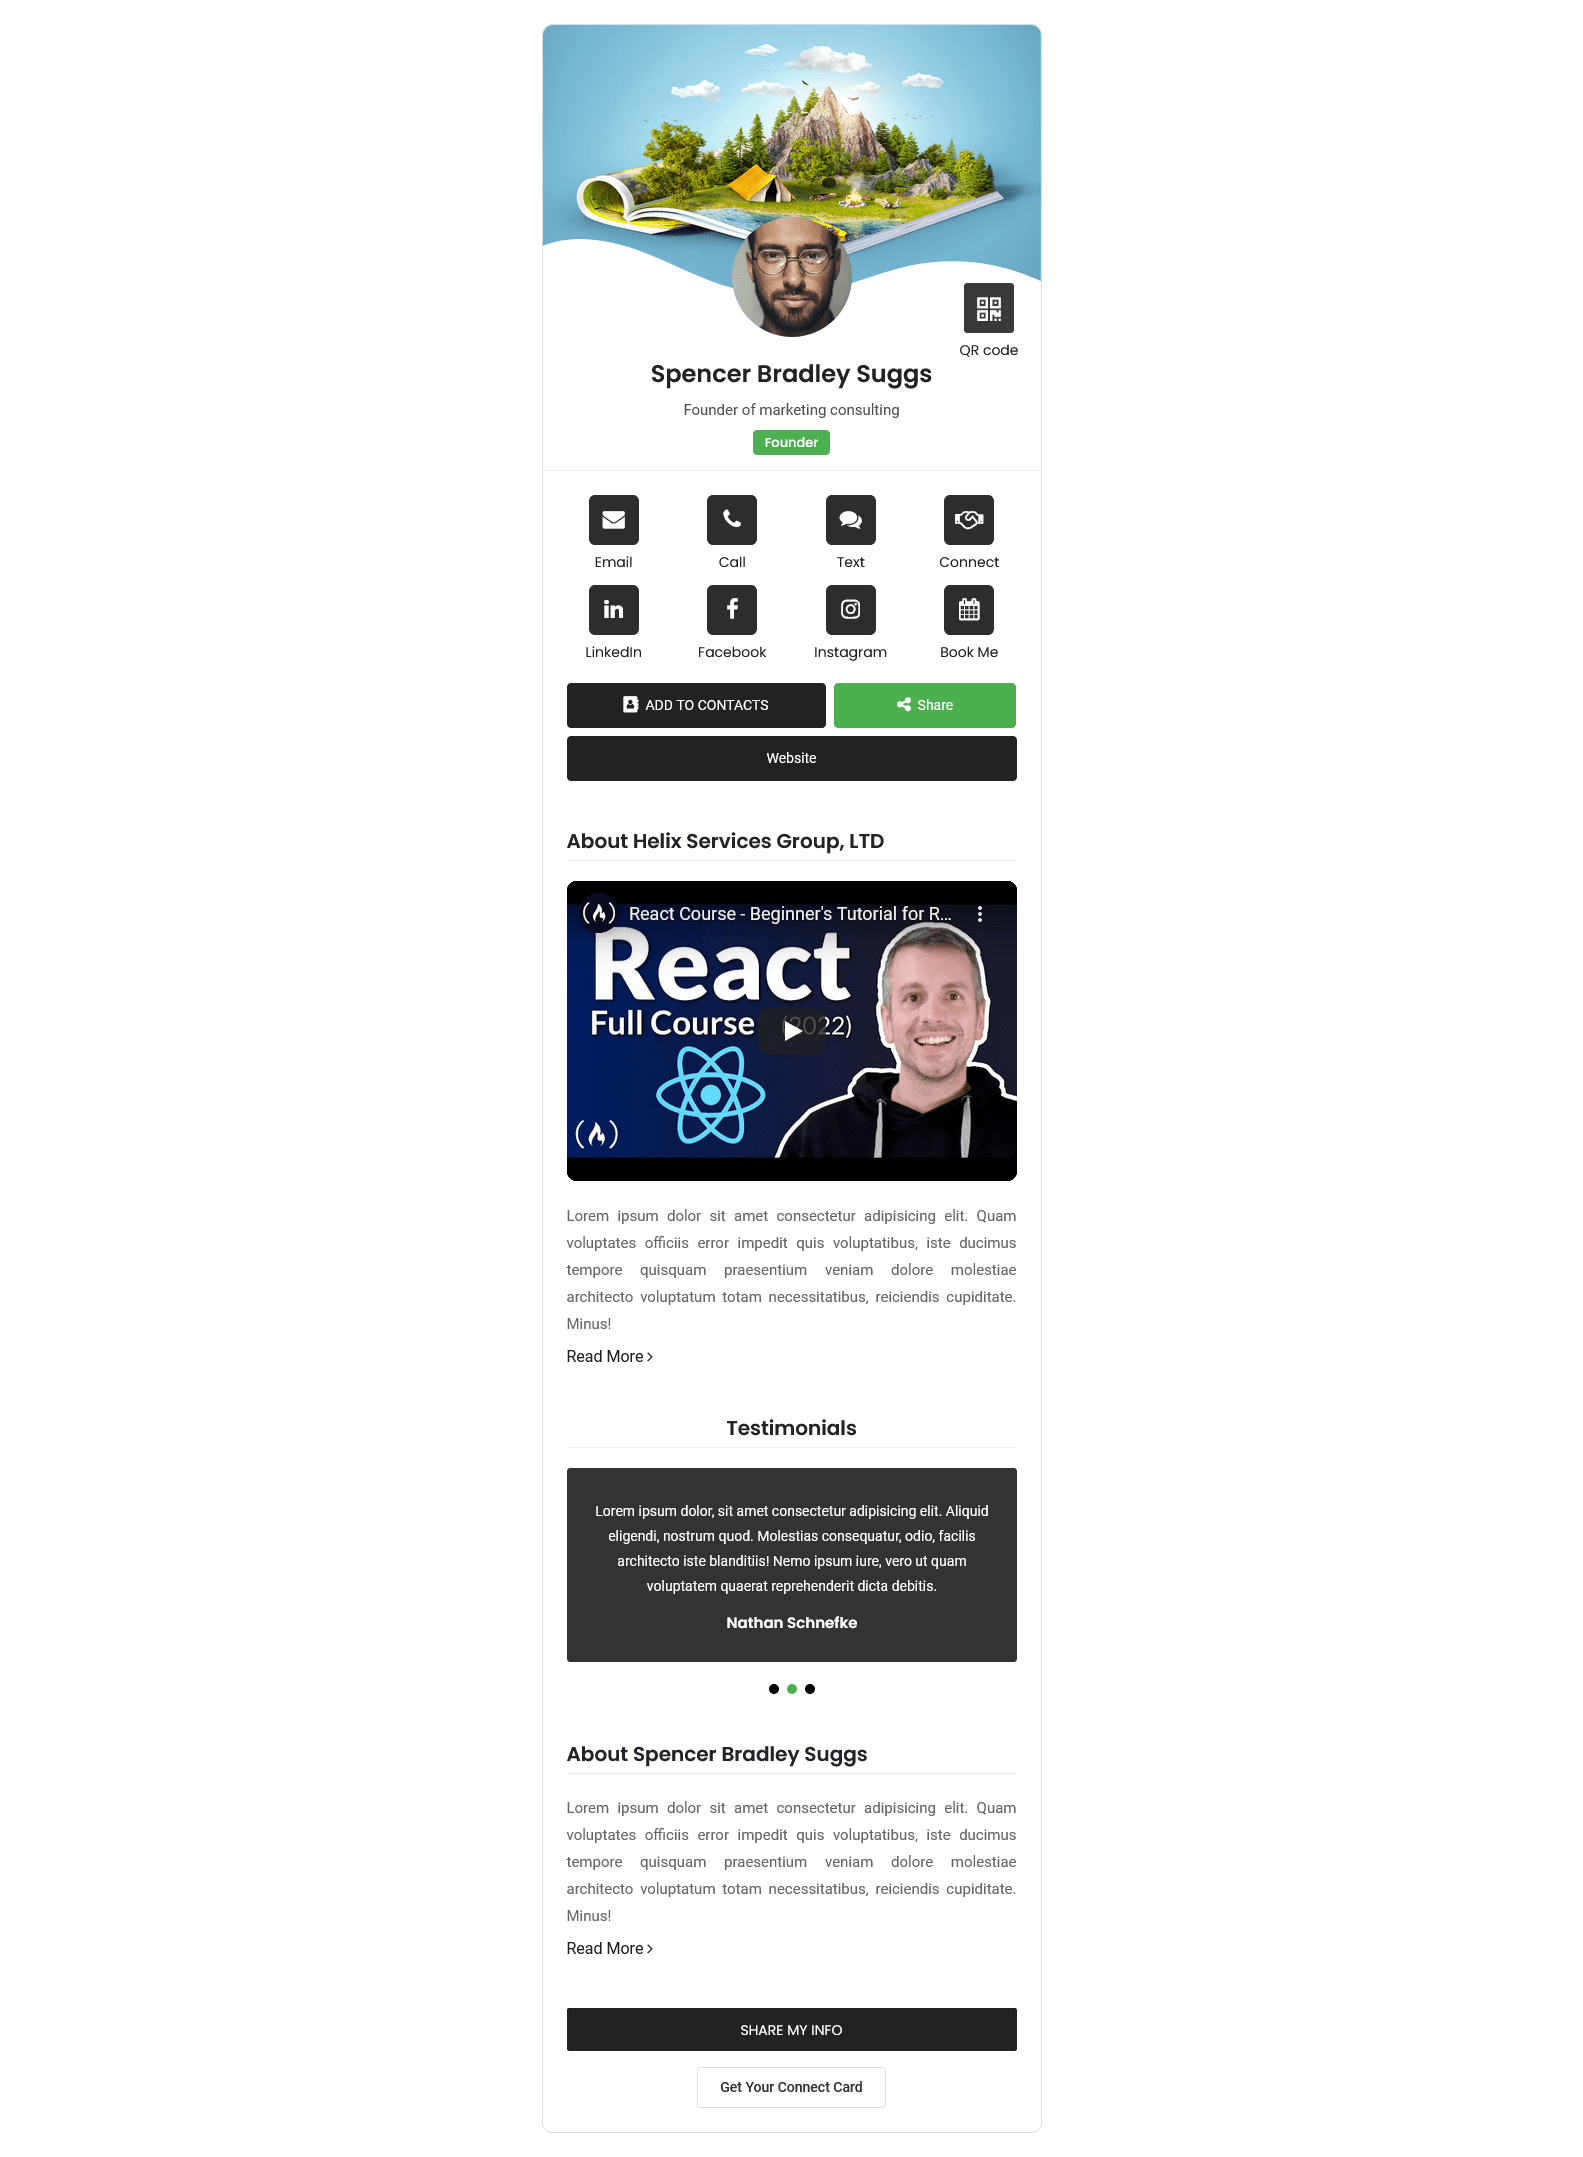 QR code
Spencer Bradley Suggs
Founder of marketing consulting
Founder
Email
Call
Text
Connect
LinkedIn
Facebook
Instagram
Book Me
ADD TO CONTACTS
Share
Website
About Helix Services Group, LTD
React Course - Beginner's Tutorial for R...
React
Full Course (2022)
Lorem ipsum dolor sit amet consectetur adipisicing elit. Quam
voluptates officiis error impedit quis voluptatibus, iste ducimus
tempore quisquam praesentium veniam dolore molestiae
architecto voluptatum totam necessitatibus, reiciendis cupiditate.
Minus!
Read More
Testimonials
Lorem ipsum dolor, sit amet consectetur adipisicing elit. Aliquid
eligendi, nostrum quod. Molestias consequatur, odio, facilis
architecto iste blanditiis! Nemo ipsum iure, vero ut quam
voluptatem quaerat reprehenderit dicta debitis.
Nathan Schnefke
About Spencer Bradley Suggs
Lorem ipsum dolor sit amet consectetur adipisicing elit. Quam
voluptates officiis error impedit quis voluptatibus, iste ducimus
tempore quisquam praesentium veniam dolore molestiae
architecto voluptatum totam necessitatibus, reiciendis cupiditate.
Minus!
Read More
SHARE MY INFO
Get Your Connect Card